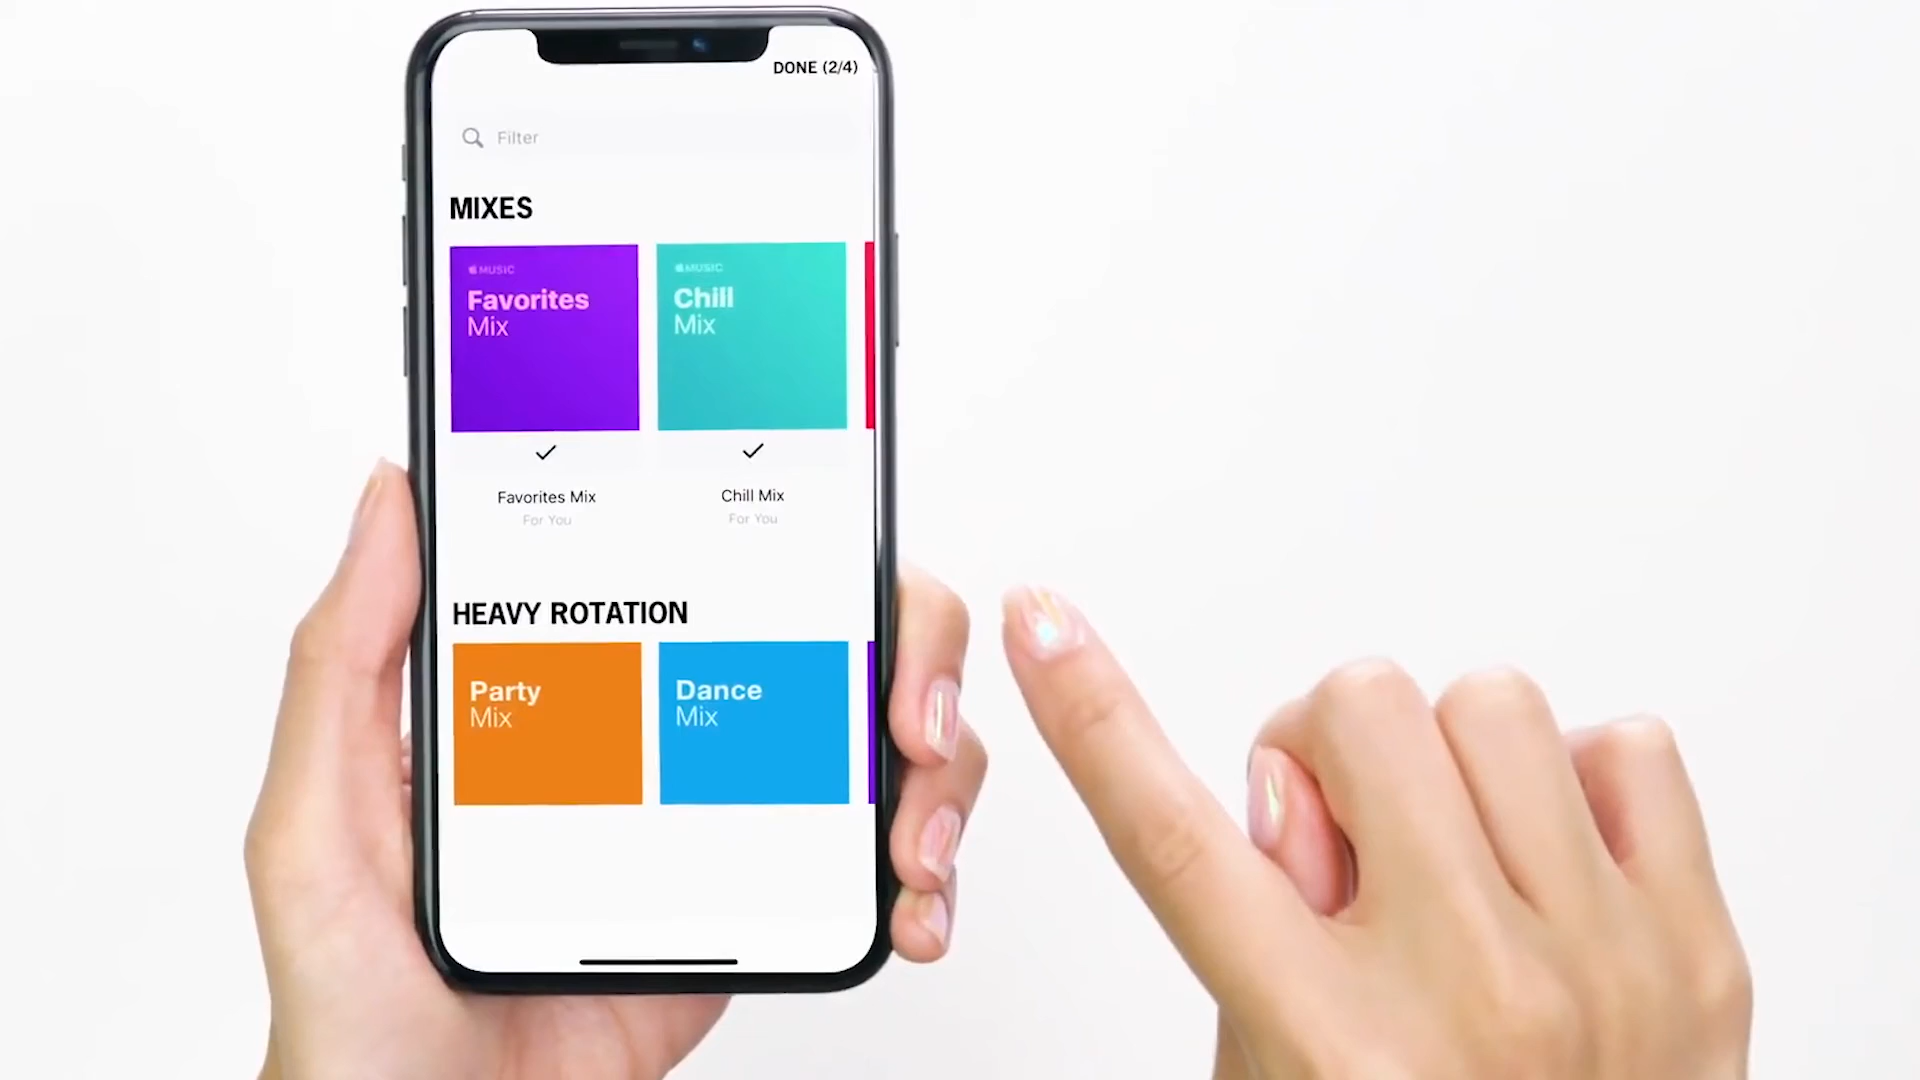 DONE (2/4)
Filter
MIXES
MUSIC
Favorites
Mix
MUSIC
Chill
Mix
Favorites Mix
For You
Chill Mix
For You
HEAVY ROTATION
Party
Mix
Dance
Mix